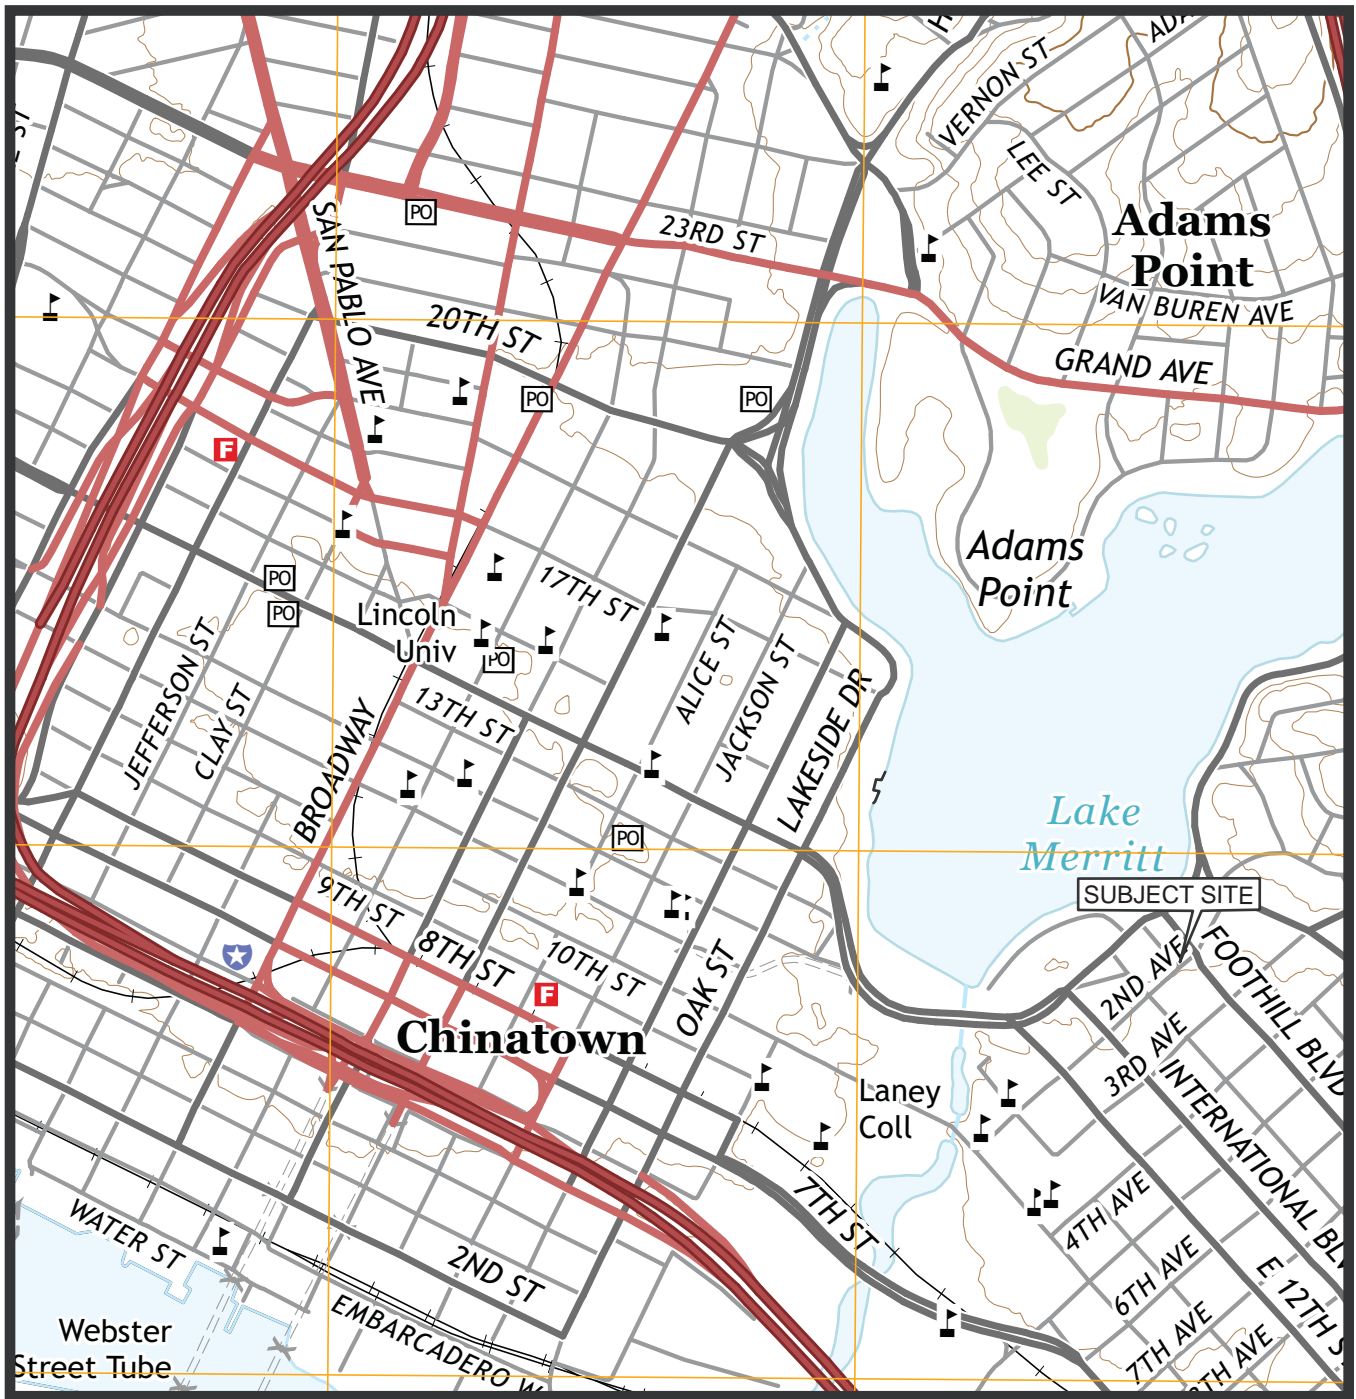 VERNON ST
LEE ST
Adams
Point
SAN PABLO AVE
PO
23RD ST
VAN BUREN AVE
20TH ST
GRAND AVE
PO
PO
F
Adams
Point
PO
PO
17TH ST
Lincoln
Univ
PO
JEFFERSON ST
CLAY ST
BROADWAY
13TH ST
ALICE ST
JACKSON ST
LAKESIDE DR
Lake
Merritt
PO
SUBJECT SITE
9TH ST
8TH ST
10TH ST
OAK ST
F
2ND AVE
FOOTHILL BLVD
3RD AVE
Chinatown
Laney
Coll
INTERNATIONAL BLV
7TH ST
4TH AVE
6TH AVE
7TH AVE
E 12TH S
WATER ST
2ND ST
EMBARCADERO W
Webster
Street Tube